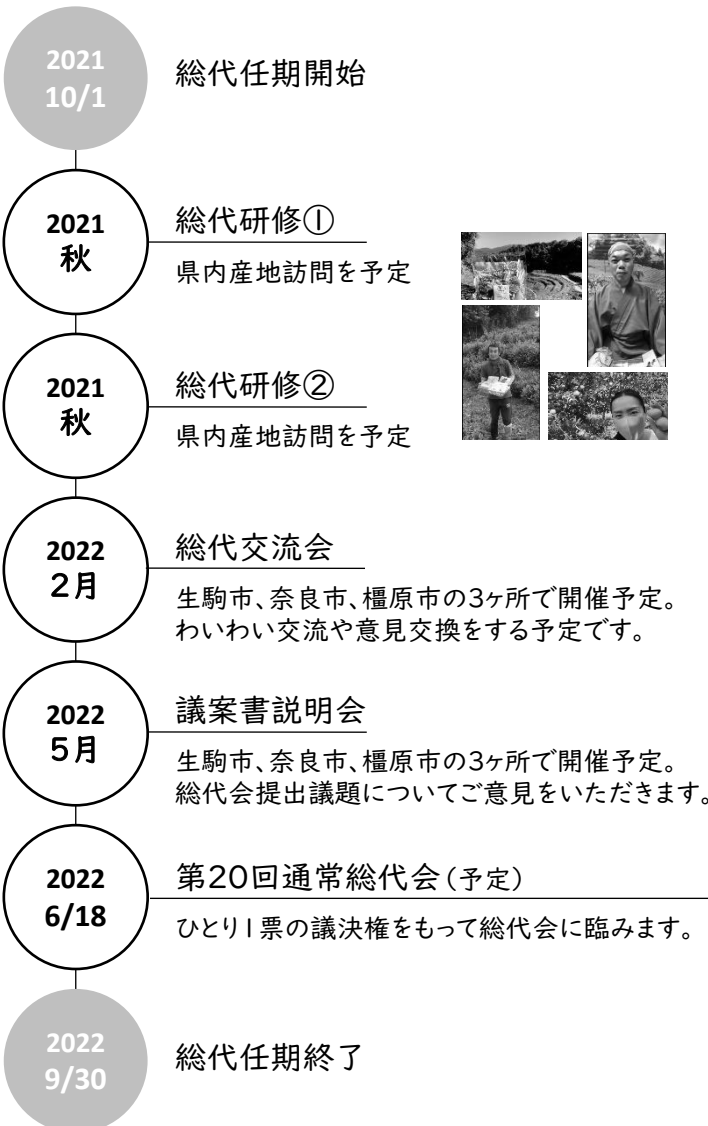 2021
10/1
総代任期開始
2021
秋
総代研修①
県内産地訪問を予定
2021
秋
総代研修②
県内産地訪問を予定
2022
2月
総代交流会
生駒市、奈良市、橿原市の3ヶ所で開催予定。
わいわい交流や意見交換をする予定です。
2022
5月
議案書説明会
生駒市、奈良市、橿原市の3ヶ所で開催予定。
総代会提出議題についてご意見をいただきます。
2022
6/18
第20回通常総代会(予定)
ひとり1票の議決権をもって総代会に臨みます。
2022
9/30
総代任期終了